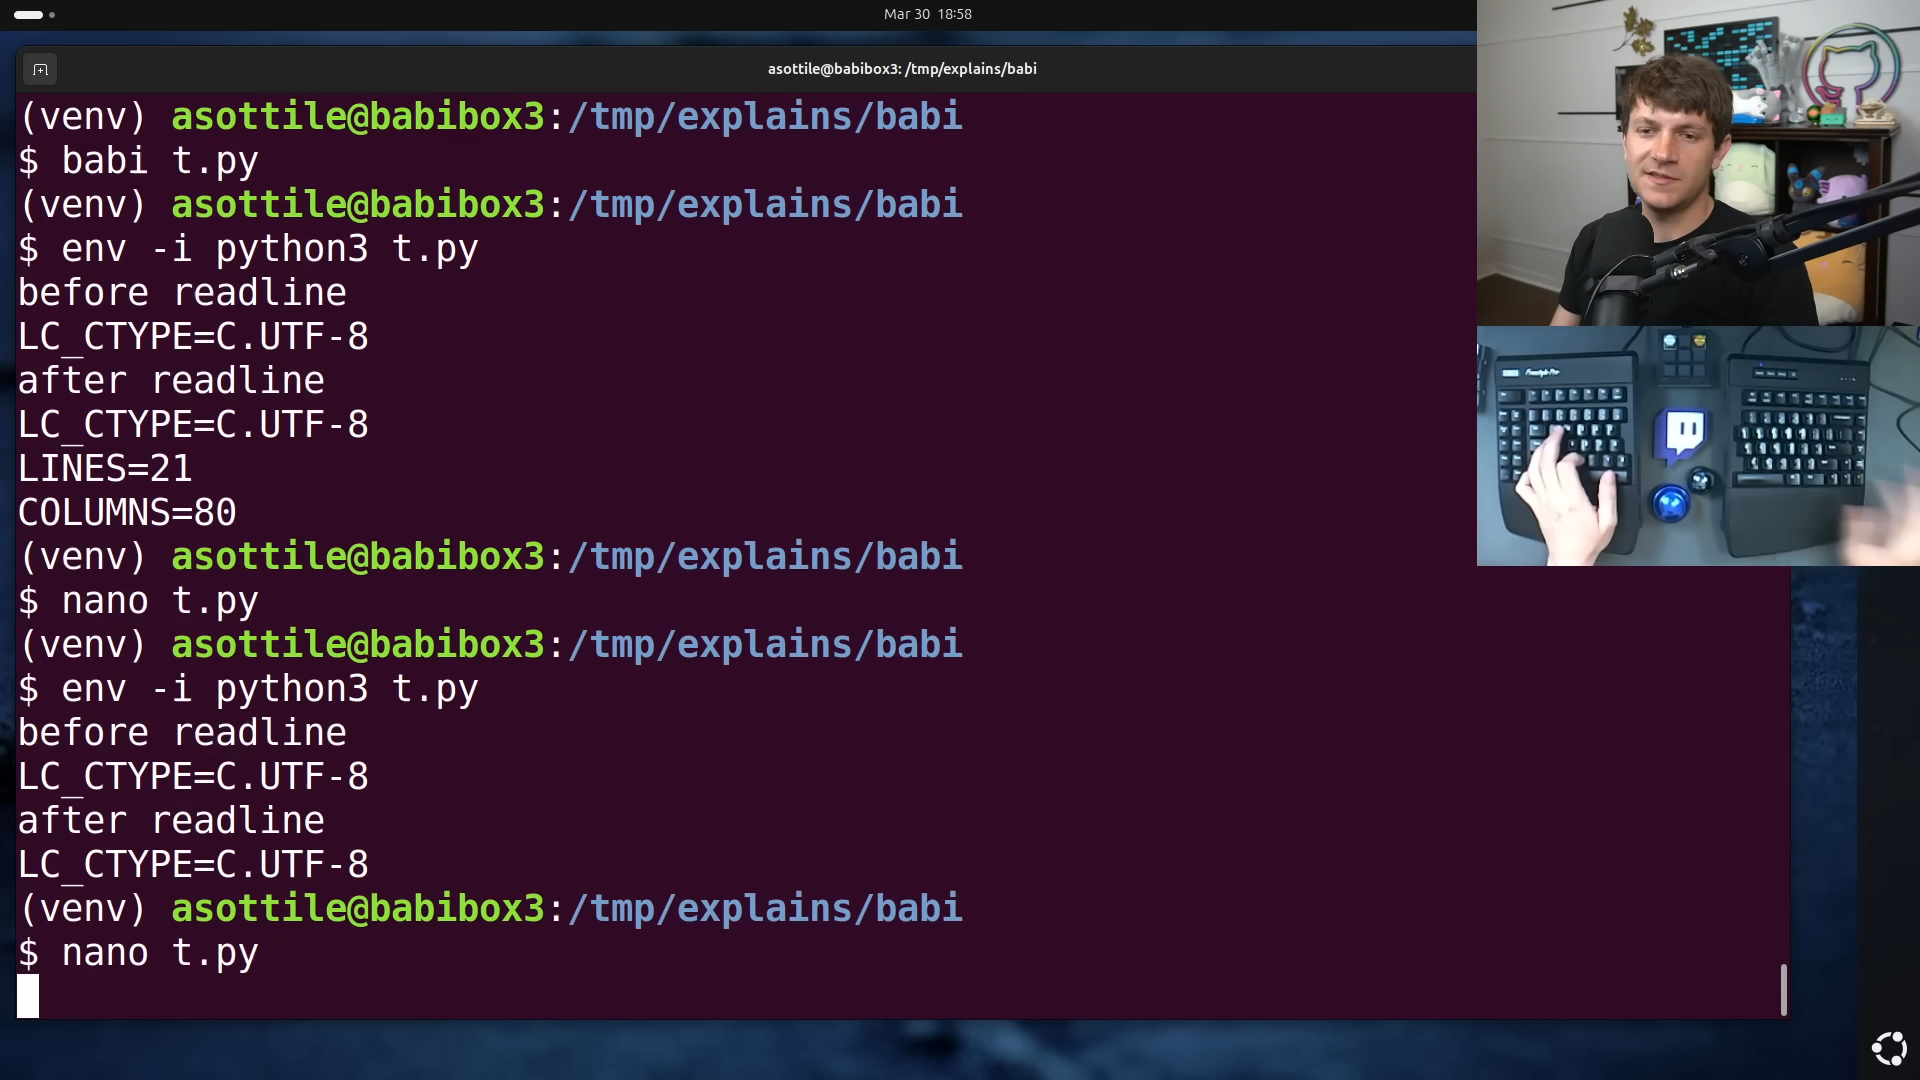 Mar 30 18:58
asottile@babibox3: /tmp/explains/babi
(venv) asottile@babibox3:/tmp/explains/babi
$ babi t.py
(venv) asottile@babibox3:/tmp/explains/babi
$ env -i python3 t.py
before readline
LC_CTYPE=C.UTF-8
after readline
LC_CTYPE=C.UTF-8
LINES=21
COLUMNS=80
(venv) asottile@babibox3:/tmp/explains/babi
$ nano t.py
(venv) asottile@babibox3:/tmp/explains/babi
$ env -i python3 t.py
before readline
LC_CTYPE=C.UTF-8
after readline
LC_CTYPE=C.UTF-8
(venv) asottile@babibox3:/tmp/explains/babi
$ nano t.py
Freestyle Pro